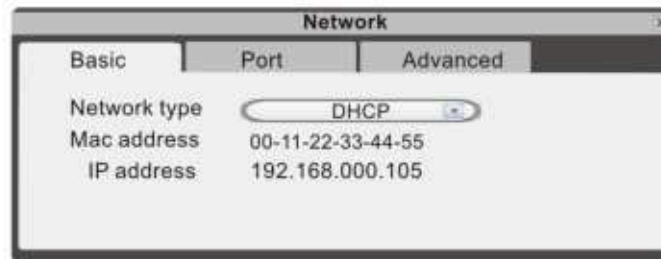 Network
Basic Port Advanced
Network type DHCP
Mac address 00-11-22-33-44-55
IP address 192.168.000.105